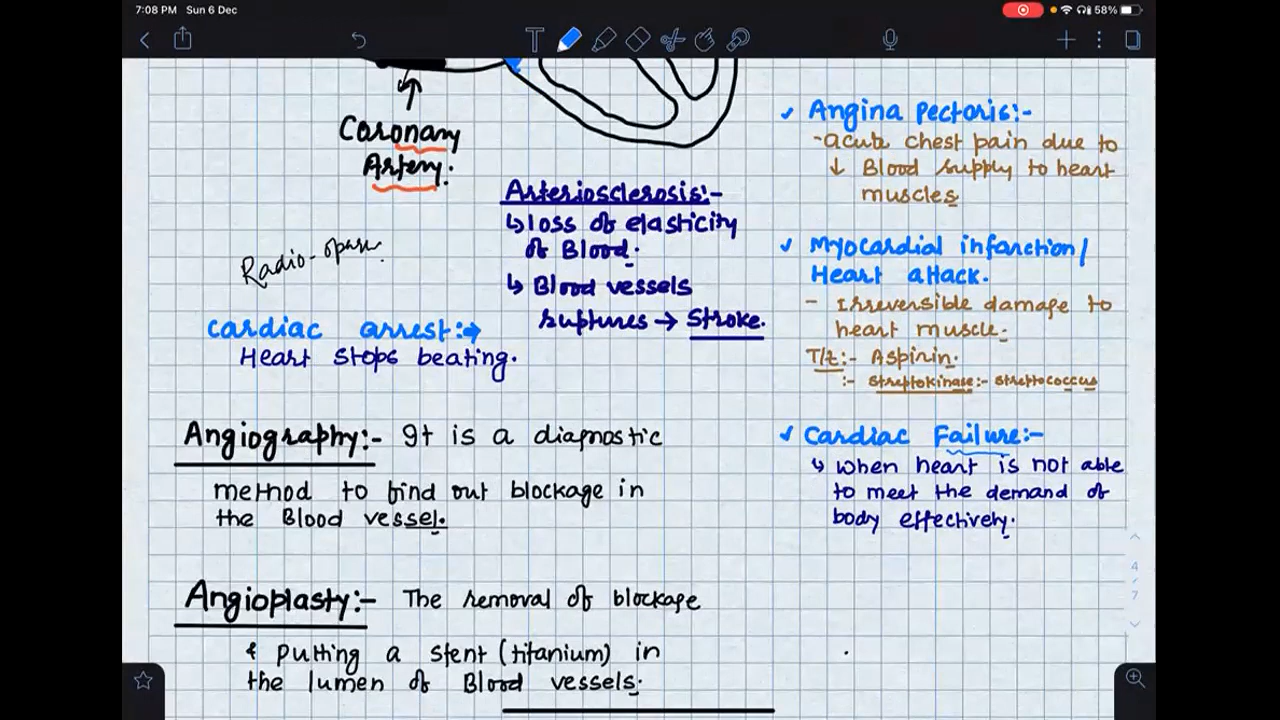 7:08 PM Sun 6 Dec
58%
T
Coronary
Artery:
Arteriosclerosis:-
↳ loss of elasticity
of Blood.
↳ Blood vessels
ruptures → Stroke.
Radio-
Cardiac arrest:→
Heart stops beating.
Angiography:- It is a diagnostic
method to find out blockage in
the Blood vessel.
Angioplasty:- The removal of blockage
& putting a stent (titanium) in
the lumen of Blood vessels.
✓ Angina Pectoris:-
-acute chest pain due to
↓ Blood supply to heart
muscles
✓ Myocardial infarction/
Heart attack.
- Irreversible damage to
heart muscle.
T/t:- Aspirin.
:- Streptokinase:- Streptococcus
✓ Cardiac Failure:-
↳ when heart is not able
to meet the demand of
body effectively.
4
7